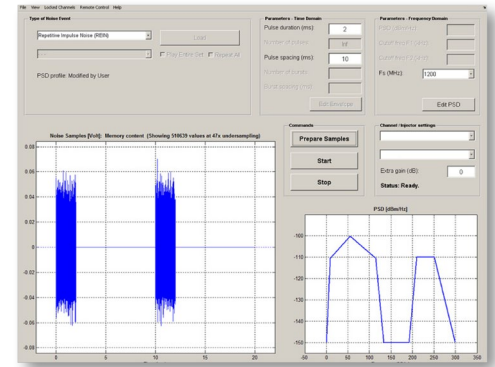 File View Locked Channels Remote Control Help
Type of Noise Event
Repetitive Impulse Noise (REIN)
Load
Play Entire Set
Repeat All
PSD profile: Modified by User
Parameters - Time Domain
Pulse duration (ms):
2
Number of curves:
Inf
Pulse spacing (ms):
10
Number of bursts:
Burst spacing (ms):
Edit Envelope
Parameters - Frequency Domain
Fs (MHz):
1200
Edit PSD
Commands
Prepare Samples
Start
Stop
Channel / Injector settings
Extra gain (dB)
0
Status: Ready.
Noise Samples [Volt]: Memory content (Showing 510639 values at 47x undersampling)
0.08
0.06
0.04
0.02
0
-0.02
-0.04
-0.06
-0.08
0 5 10 15 20
PSD [dBm/Hz]
-100
-110
-120
-130
-140
-150
-50 0 50 100 150 200 250 300 350